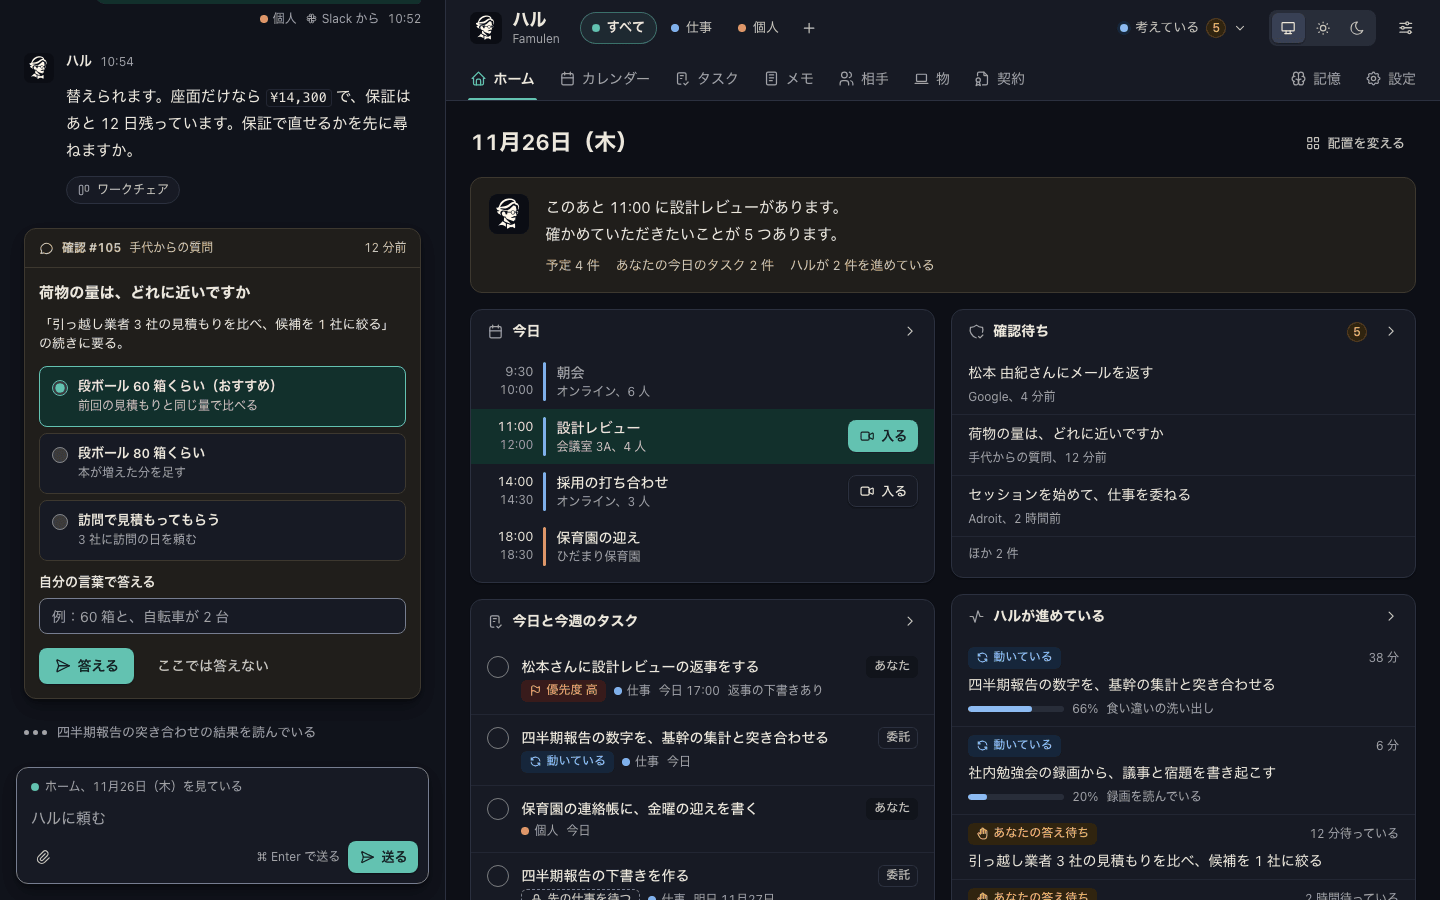 個人 Slack から 10:52
ハル 10:54
替えられます。座面だけなら ¥14,300 で、保証は
あと 12 日残っています。保証で直せるかを先に尋
ねますか。
ワークチェア
確認 #105 手代からの質問 12 分前
荷物の量は、どれに近いですか
「引っ越し業者 3 社の見積もりを比べ、候補を 1 社に絞る」
の続きに要る。
段ボール 60 箱くらい（おすすめ）
前回の見積もりと同じ量で比べる
段ボール 80 箱くらい
本が増えた分を足す
訪問で見積もってもらう
3 社に訪問の日を頼む
自分の言葉で答える
例：60 箱と、自転車が 2 台
答える ここでは答えない
四半期報告の突き合わせの結果を読んでいる
ホーム、11月26日（木）を見ている
ハルに頼む
⌘ Enter で送る 送る
ハル
Famulen
すべて 仕事 個人 +
考えている 5
ホーム カレンダー タスク メモ 相手 物 契約 記憶 設定
11月26日（木）
配置を変える
このあと 11:00 に設計レビューがあります。
確かめていただきたいことが 5 つあります。
予定 4 件 あなたの今日のタスク 2 件 ハルが 2 件を進めている
今日
9:30 朝会
10:00 オンライン、6 人
11:00 設計レビュー
12:00 会議室 3A、4 人
入る
14:00 採用の打ち合わせ
14:30 オンライン、3 人
入る
18:00 保育園の迎え
18:30 ひだまり保育園
今日と今週のタスク
松本さんに設計レビューの返事をする あなた
優先度 高 仕事 今日 17:00 返事の下書きあり
四半期報告の数字を、基幹の集計と突き合わせる 委託
動いている 仕事 今日
保育園の連絡帳に、金曜の迎えを書く あなた
個人 今日
四半期報告の下書きを作る 委託
先の仕事を待つ 仕事 明日 11月27日
確認待ち 5
松本 由紀さんにメールを返す
Google、4 分前
荷物の量は、どれに近いですか
手代からの質問、12 分前
セッションを始めて、仕事を委ねる
Adroit、2 時間前
ほか 2 件
ハルが進めている
動いている 38 分
四半期報告の数字を、基幹の集計と突き合わせる
66% 食い違いの洗い出し
動いている 6 分
社内勉強会の録画から、議事と宿題を書き起こす
20% 録画を読んでいる
あなたの答え待ち 12 分待っている
引っ越し業者 3 社の見積もりを比べ、候補を 1 社に絞る
あなたの答え待ち 2 時間待っている